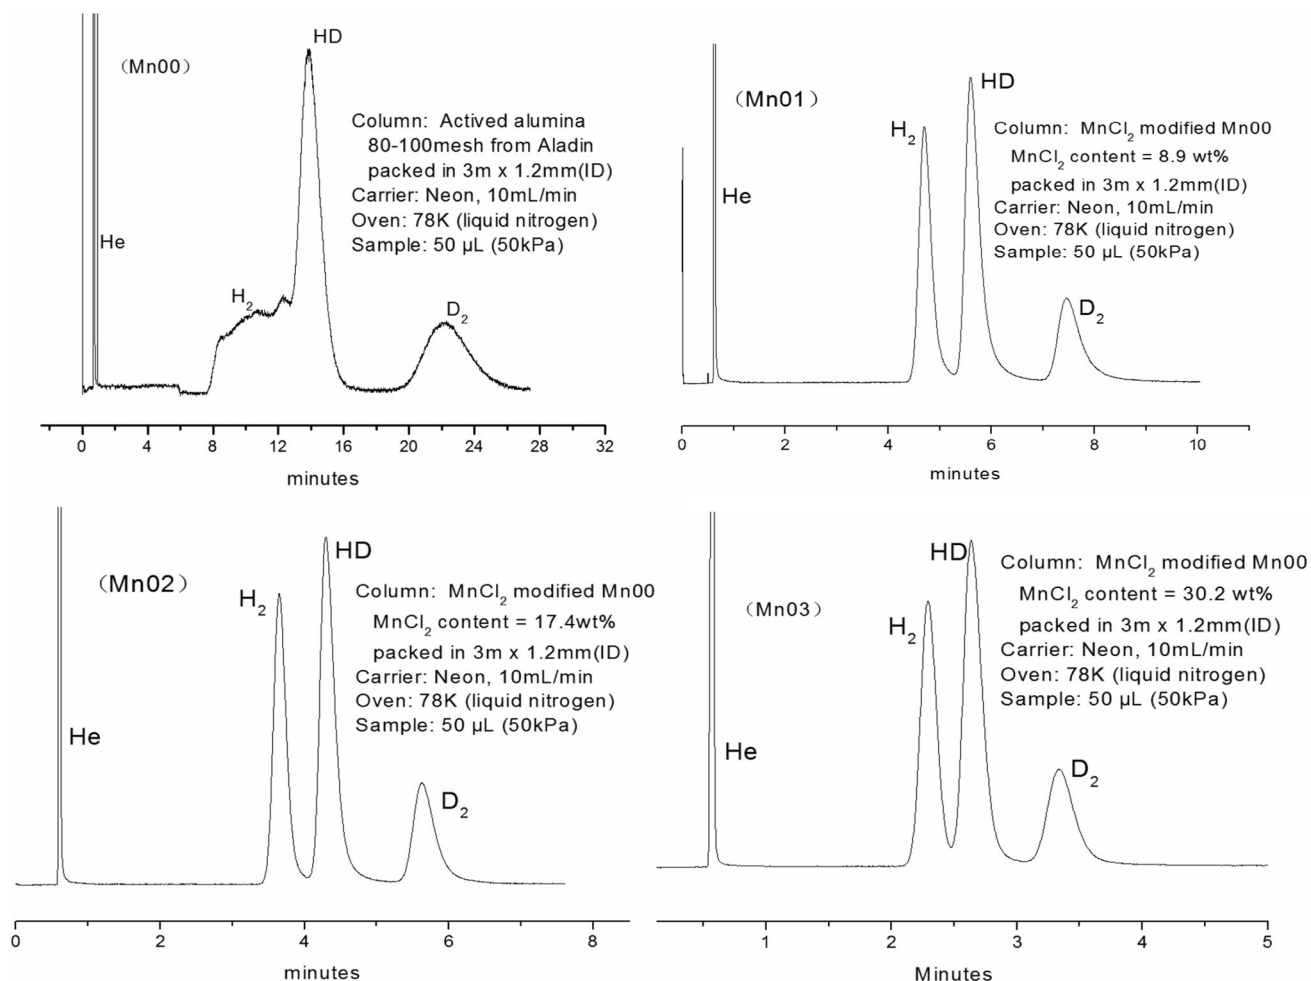 (Mn00)
HD
He
H2
D2
Column: Actived alumina
80-100mesh from Aladin
packed in 3m x 1.2mm(ID)
Carrier: Neon, 10mL/min
Oven: 78K (liquid nitrogen)
Sample: 50 µL (50kPa)
0 4 8 12 16 20 24 28 32
minutes
(Mn01)
He
H2
HD
D2
Column: MnCl2 modified Mn00
MnCl2 content = 8.9 wt%
packed in 3m x 1.2mm(ID)
Carrier: Neon, 10mL/min
Oven: 78K (liquid nitrogen)
Sample: 50 µL (50kPa)
0 2 4 6 8 10
minutes
(Mn02)
He
H2
HD
D2
Column: MnCl2 modified Mn00
MnCl2 content = 17.4wt%
packed in 3m x 1.2mm(ID)
Carrier: Neon, 10mL/min
Oven: 78K (liquid nitrogen)
Sample: 50 µL (50kPa)
0 2 4 6 8
minutes
(Mn03)
He
H2
HD
D2
Column: MnCl2 modified Mn00
MnCl2 content = 30.2 wt%
packed in 3m x 1.2mm(ID)
Carrier: Neon, 10mL/min
Oven: 78K (liquid nitrogen)
Sample: 50 µL (50kPa)
1 2 3 4 5
Minutes